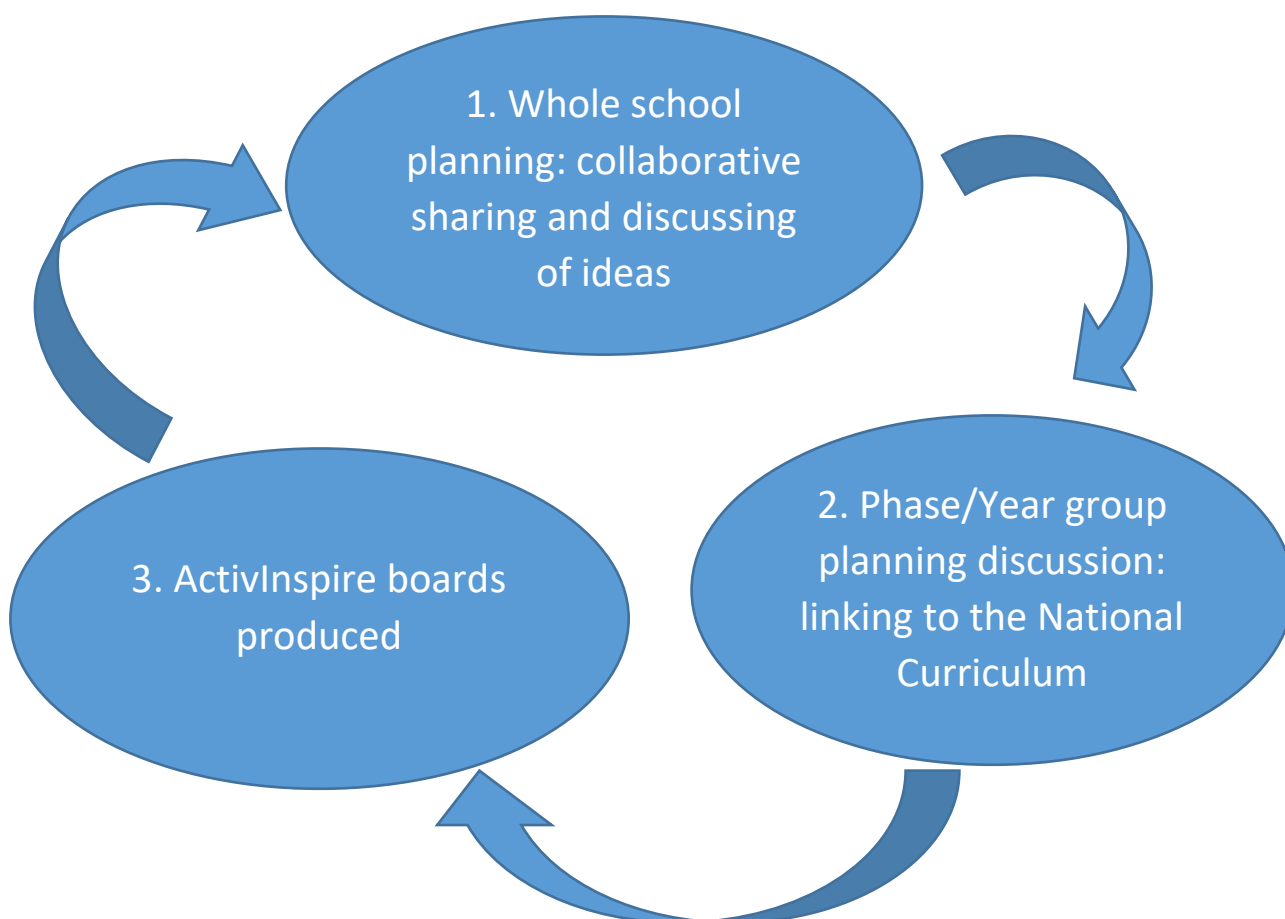 1. Whole school
planning: collaborative
sharing and discussing
of ideas
2. Phase/Year group
planning discussion:
linking to the National
Curriculum
3. ActivInspire boards
produced